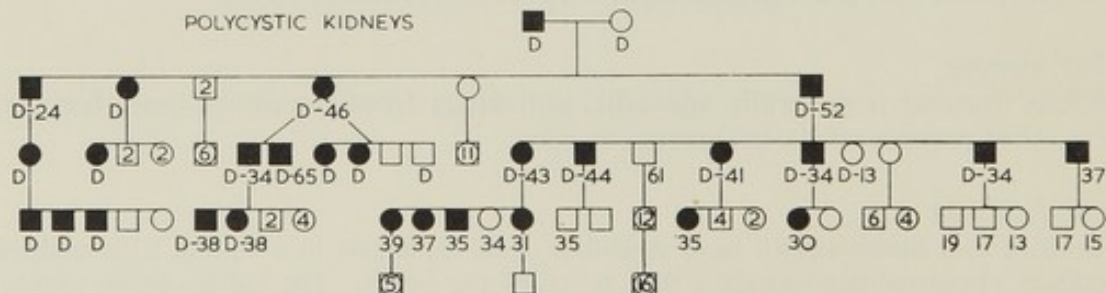 POLYCYSTIC KIDNEYS
D D
2
D-24 D D-46 D-52
D D 2 2 6 D-34 D-65 D D D 11 D-43 D-44 61 D-41 D-34 D-13 D-34 37
D D D D-38 D-38 2 4 39 37 35 34 31 35 12 35 4 2 30 6 4 19 17 13 17 15
5 16